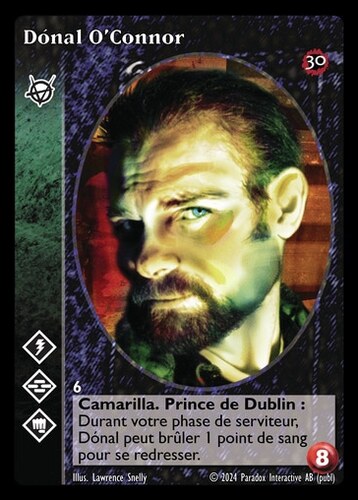 Dónal O'Connor
30
6
Camarilla. Prince de Dublin :
Durant votre phase de serviteur,
Dónal peut brûler 1 point de sang
pour se redresser.
8
Illus. Lawrence Snelly © 2024 Paradox Interactive AB (publ)